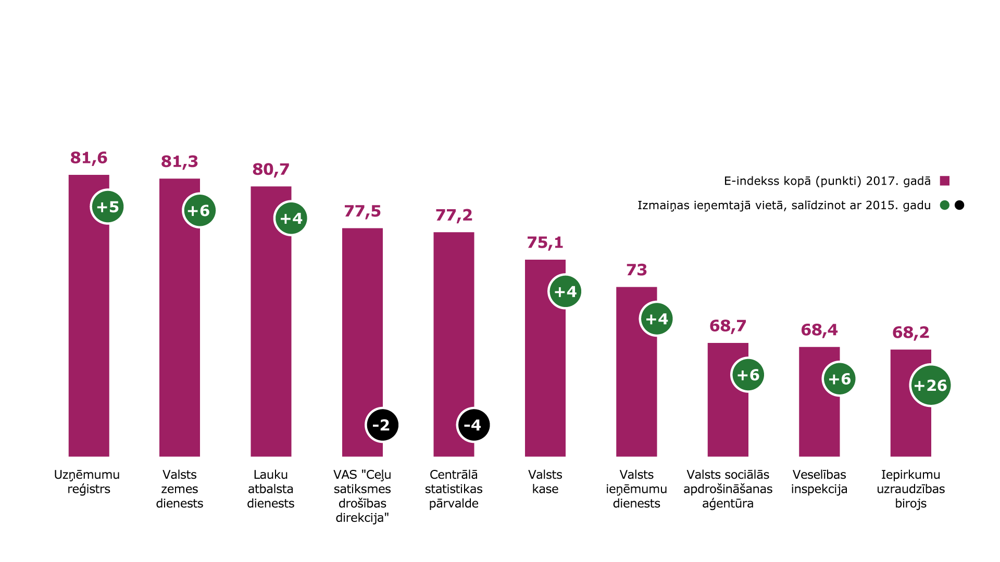 81,6
81,3
80,7
77,5
77,2
75,1
73
68,7
68,4
68,2
E-indekss kopā (punkti) 2017. gadā
Izmaiņas ieņemtajā vietā, salīdzinot ar 2015. gadu
+5
+6
+4
-2
-4
+4
+4
+6
+6
+26
Uzņēmumu
reģistrs
Valsts
zemes
dienests
Lauku
atbalsta
dienests
VAS "Ceļu
satiksmes
drošības
direkcija"
Centrālā
statistikas
pārvalde
Valsts
kase
Valsts
ieņēmumu
dienests
Valsts sociālās
apdrošināšanas
aģentūra
Veselības
inspekcija
Iepirkumu
uzraudzības
birojs